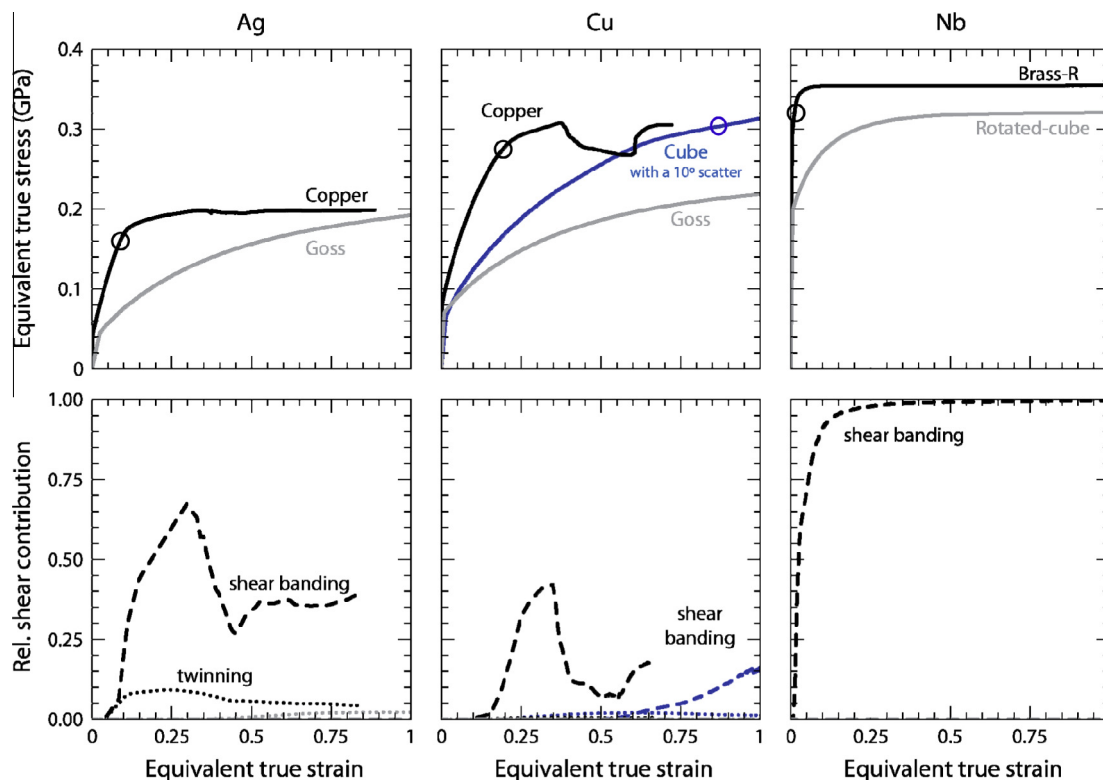 Ag
Cu
Nb
Equivalent true stress (GPa)
0.4
0.3
0.2
0.1
0
Copper
Goss
Copper
Cube
with a 10º scatter
Goss
Brass-R
Rotated-cube
Rel. shear contribution
1.00
0.75
0.50
0.25
0.00
shear banding
twinning
shear
banding
shear banding
0
0.25
0.5
0.75
0
0.25
0.5
0.75
1
0
0.25
0.5
0.75
Equivalent true strain
Equivalent true strain
Equivalent true strain